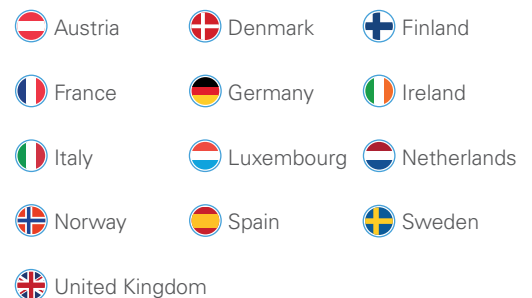 Austria Denmark Finland
France Germany Ireland
Italy Luxembourg Netherlands
Norway Spain Sweden
United Kingdom